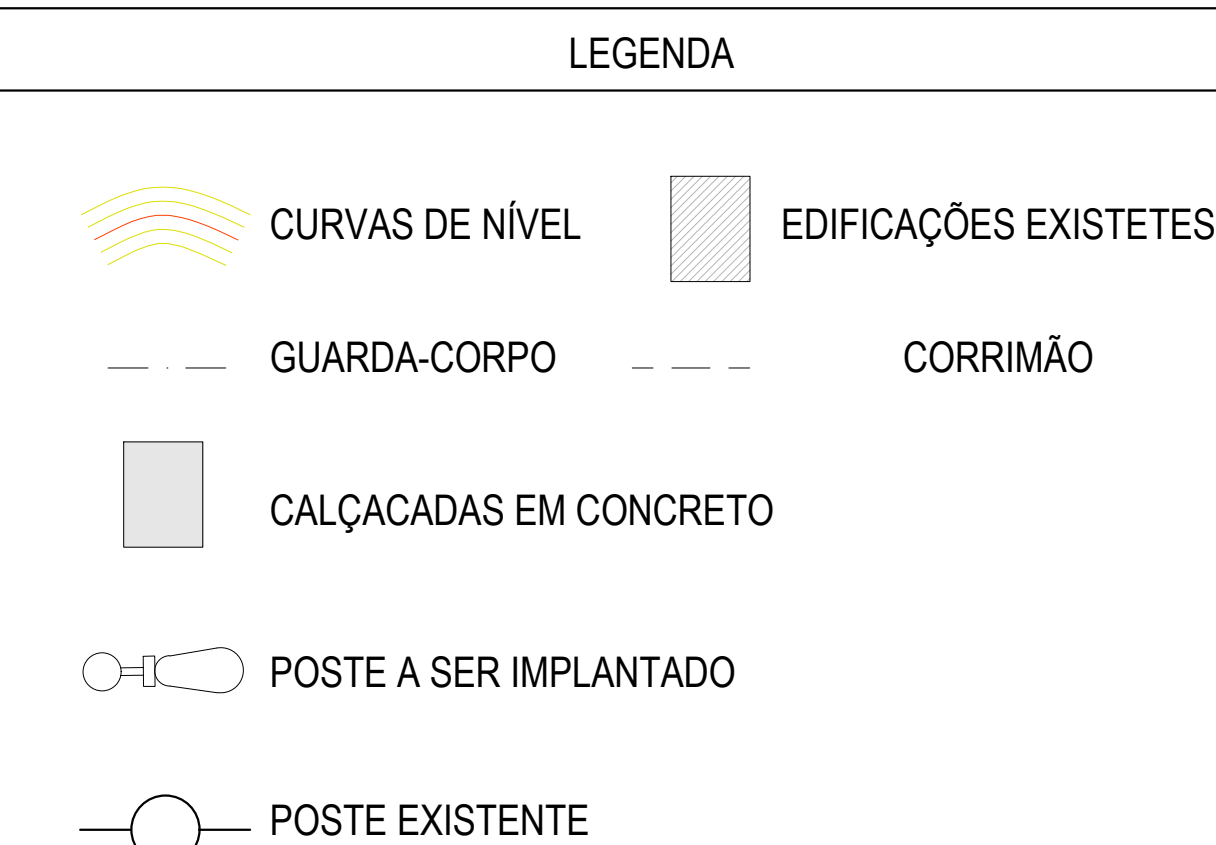 LEGENDA
CURVAS DE NÍVEL
EDIFICAÇÕES EXISTETES
GUARDA-CORPO
CORRIMÃO
CALÇACADAS EM CONCRETO
POSTE A SER IMPLANTADO
POSTE EXISTENTE